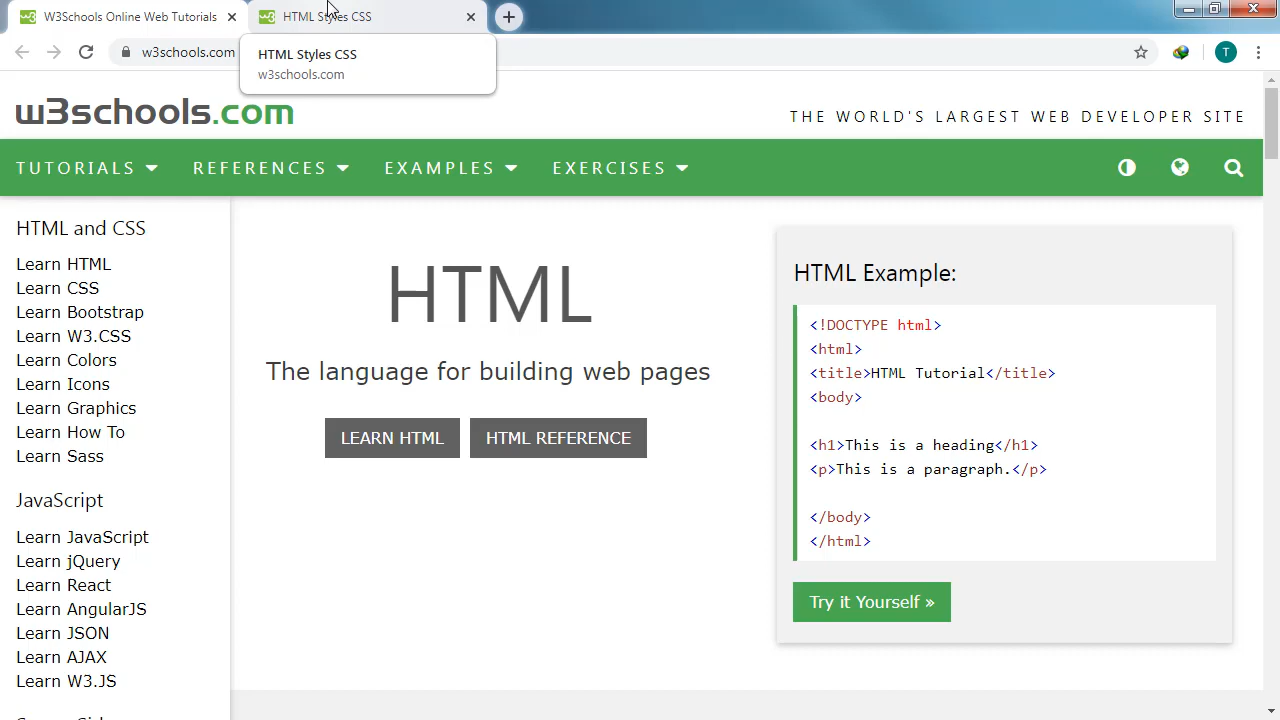 W3Schools Online Web Tutorials
HTML Styles CSS
w3schools.com
HTML Styles CSS
w3schools.com
T
w3schools.com
THE WORLD'S LARGEST WEB DEVELOPER SITE
TUTORIALS REFERENCES EXAMPLES EXERCISES
HTML and CSS
Learn HTML
Learn CSS
Learn Bootstrap
Learn W3.CSS
Learn Colors
Learn Icons
Learn Graphics
Learn How To
Learn Sass
JavaScript
Learn JavaScript
Learn jQuery
Learn React
Learn AngularJS
Learn JSON
Learn AJAX
Learn W3.JS
HTML
The language for building web pages
LEARN HTML
HTML REFERENCE
HTML Example:
<!DOCTYPE html>
<html>
<title>HTML Tutorial</title>
<body>
<h1>This is a heading</h1>
<p>This is a paragraph.</p>
</body>
</html>
Try it Yourself »